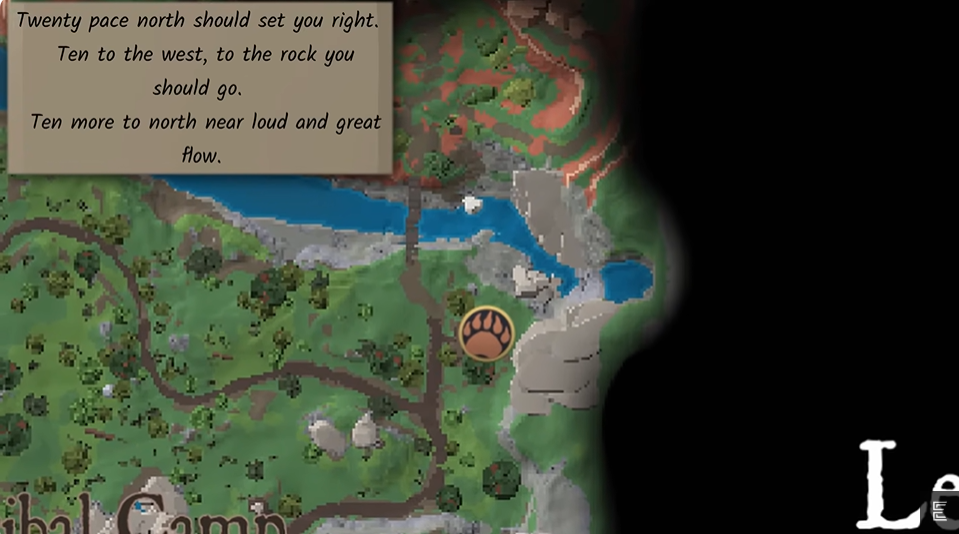 Twenty pace north should set you right.
Ten to the west, to the rock you
should go.
Ten more to north near loud and great
flow.
ibal Camp
Le
E